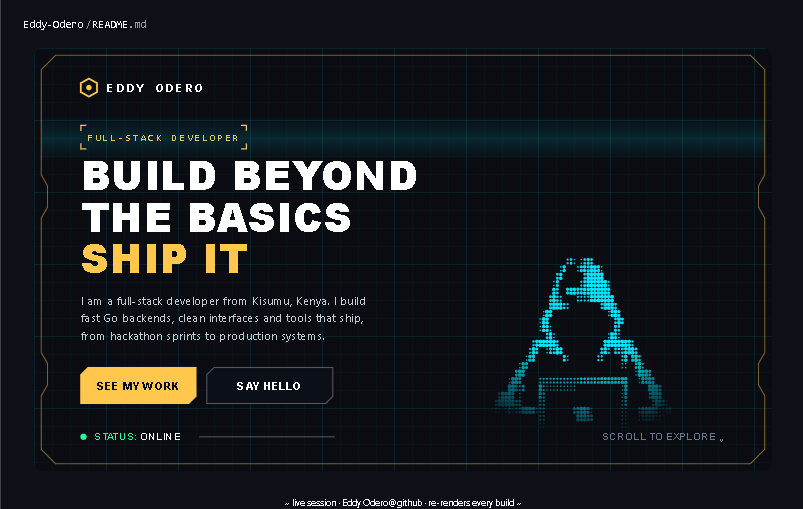 Eddy-Odero/README.md
EDDY ODERO
FULL-STACK DEVELOPER
BUILD BEYOND
THE BASICS
SHIP IT
I am a full-stack developer from Kisumu, Kenya. I build
fast Go backends, clean interfaces and tools that ship,
from hackathon sprints to production systems.
SEE MY WORK
SAY HELLO
STATUS: ONLINE
SCROLL TO EXPLORE
~ live session · Eddy Odero@github · re-renders every build ~